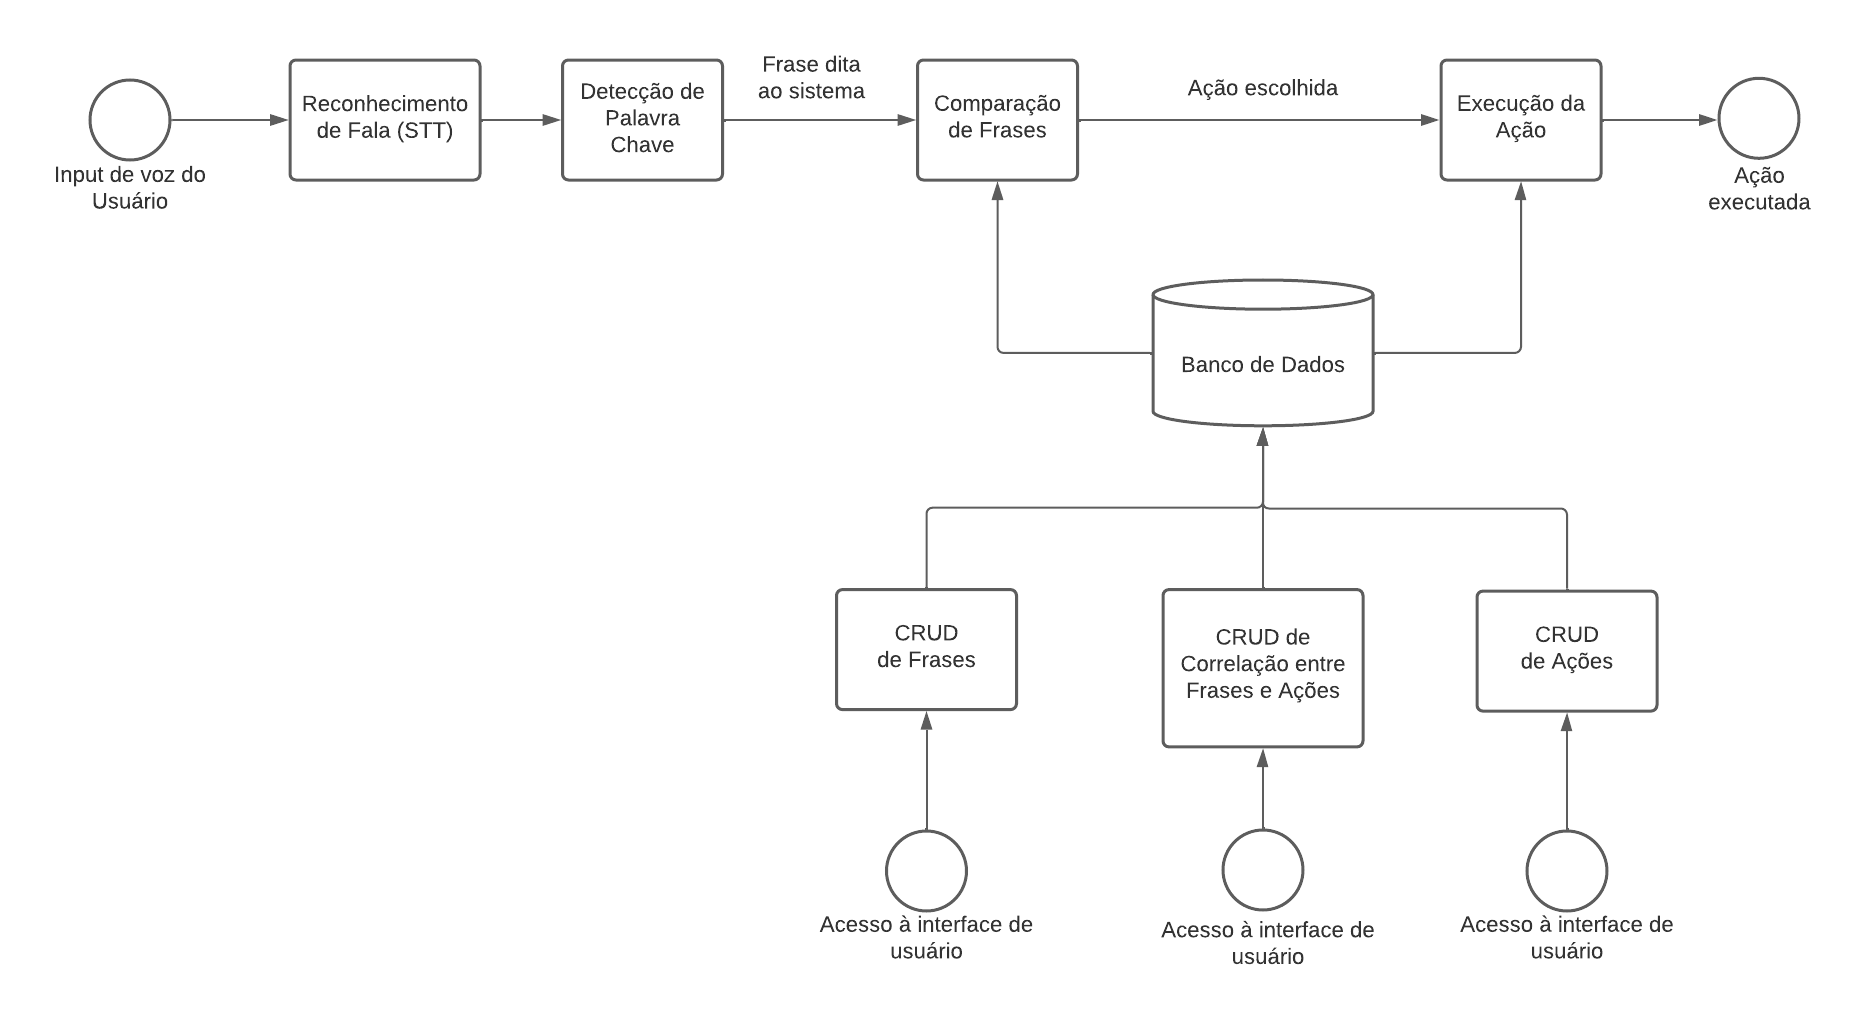 Input de voz do
Usuário
Reconhecimento
de Fala (STT)
Detecção de
Palavra
Chave
Frase dita
ao sistema
Comparação
de Frases
Ação escolhida
Execução da
Ação
Ação
executada
Banco de Dados
CRUD
de Frases
CRUD de
Correlação entre
Frases e Ações
CRUD
de Ações
Acesso à interface de
usuário
Acesso à interface de
usuário
Acesso à interface de
usuário